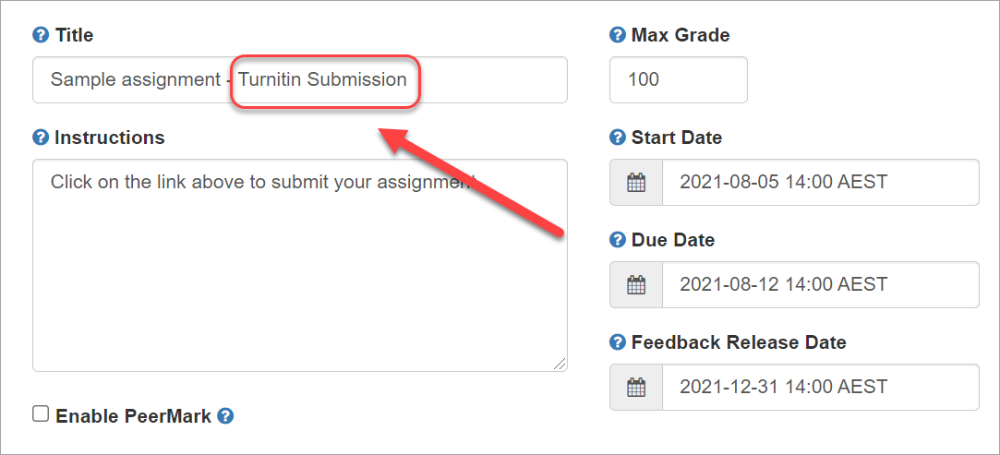 Title
Sample assignment - Turnitin Submission
Instructions
Click on the link above to submit your assignment
Enable PeerMark
Max Grade
100
Start Date
2021-08-05 14:00 AEST
Due Date
2021-08-12 14:00 AEST
Feedback Release Date
2021-12-31 14:00 AEST